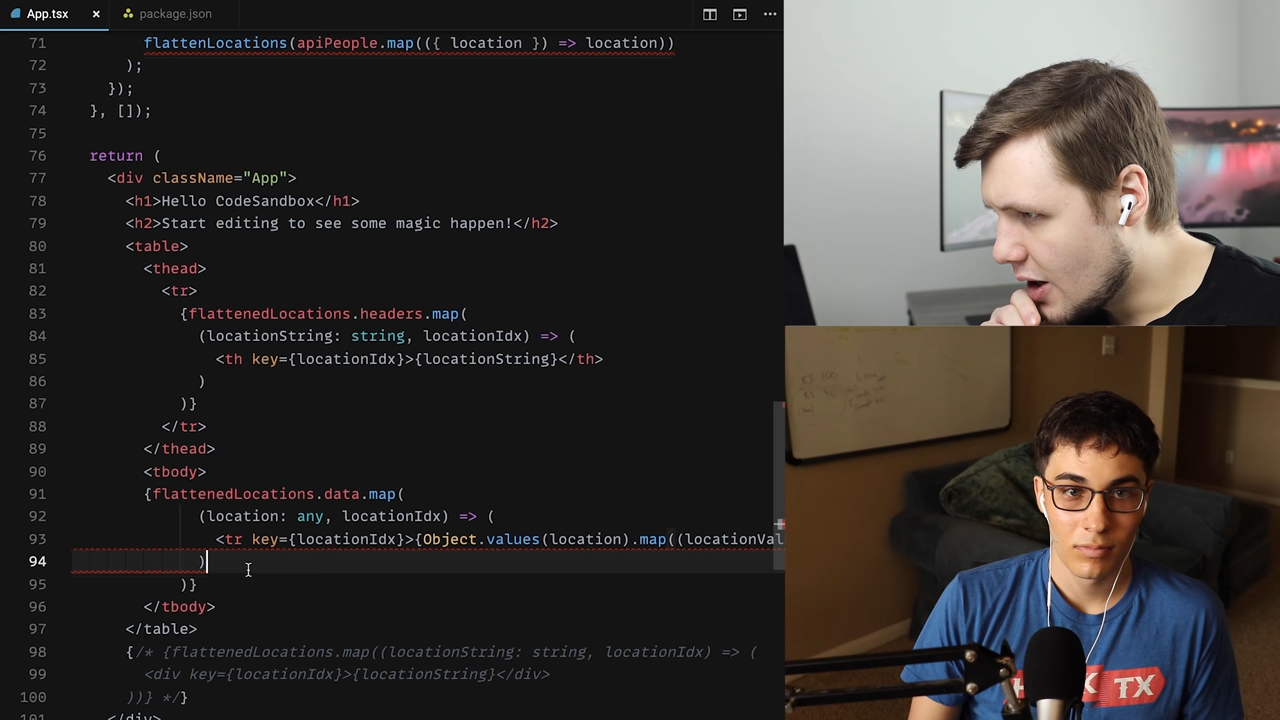 App.tsx × package.json
71 flattenLocations(apiPeople.map(({ location }) => location))
72 );
73 });
74 }, []);
75
76 return (
77 <div className="App">
78 <h1>Hello CodeSandbox</h1>
79 <h2>Start editing to see some magic happen!</h2>
80 <table>
81 <thead>
82 <tr>
83 {flattenedLocations.headers.map(
84 (locationString: string, locationIdx) => (
85 <th key={locationIdx}>{locationString}</th>
86 )
87 )}
88 </tr>
89 </thead>
90 <tbody>
91 {flattenedLocations.data.map(
92 (location: any, locationIdx) => (
93 <tr key={locationIdx}>{Object.values(location).map((locationVal
94 )
95 )}
96 </tbody>
97 </table>
98 {/* {flattenedLocations.map((locationString: string, locationIdx) => (
99 <div key={locationIdx}>{locationString}</div>
100 ))} */}
101 </div>
TX